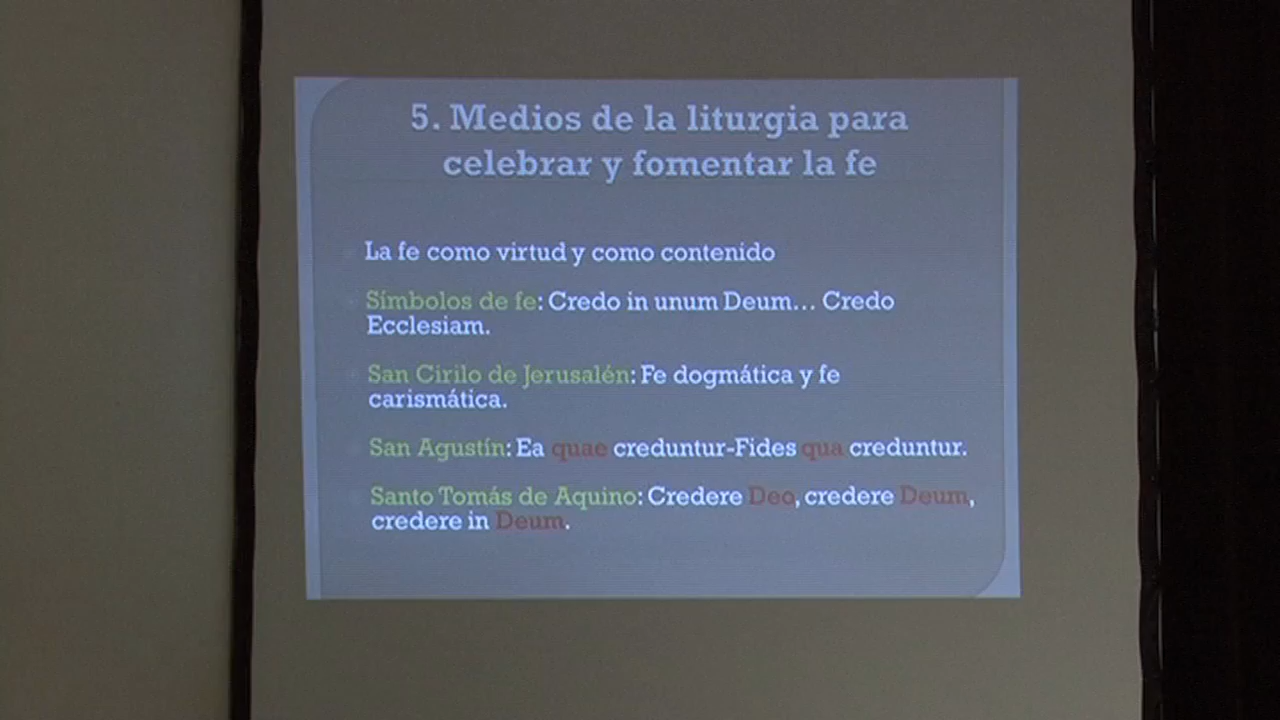 5. Medios de la liturgia para
celebrar y fomentar la fe
La fe como virtud y como contenido
Símbolos de fe: Credo in unum Deum... Credo
Ecclesiam.
San Cirilo de Jerusalén: Fe dogmática y fe
carismática.
San Agustín: Ea quae creduntur-Fides qua creduntur.
Santo Tomás de Aquino: Credere Deo, credere Deum,
credere in Deum.